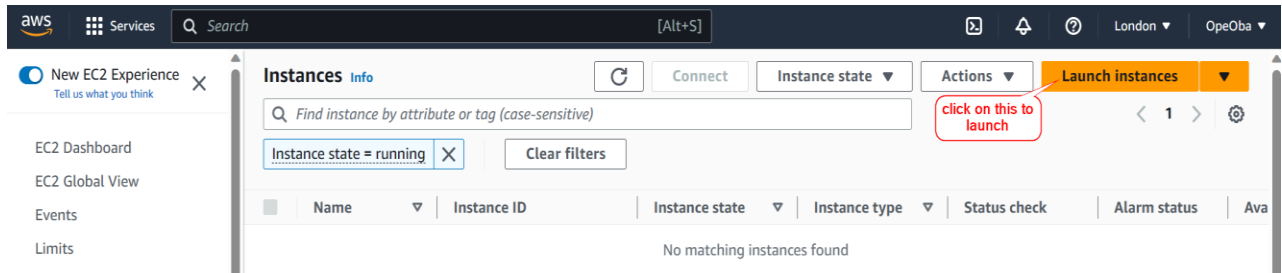 aws
Services
Search
[Alt+S]
London ▼
OpeOba ▼
New EC2 Experience
Tell us what you think
EC2 Dashboard
EC2 Global View
Events
Limits
Instances Info
Connect
Instance state ▼
Actions ▼
Launch instances ▼
click on this to
launch
Find instance by attribute or tag (case-sensitive)
< 1 >
Instance state = running
Clear filters
Name
Instance ID
Instance state
Instance type
Status check
Alarm status
Ava
No matching instances found